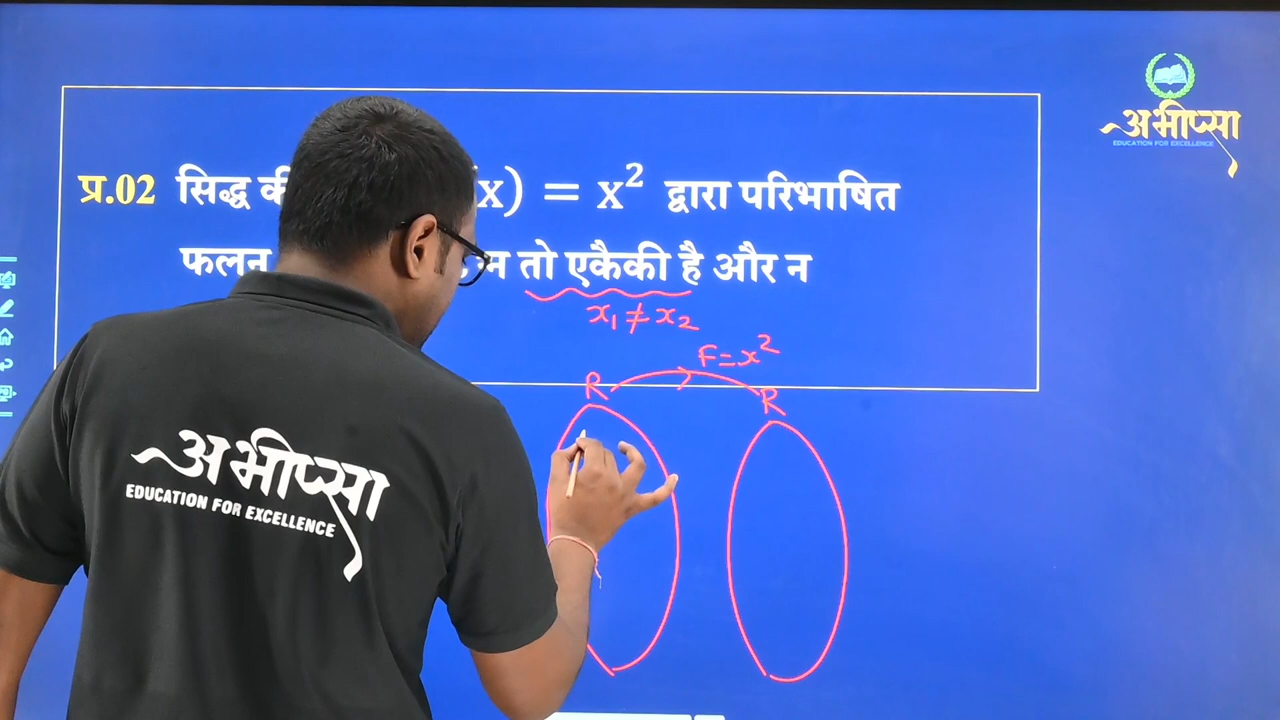 अभीप्सा
EDUCATION FOR EXCELLENCE
प्र.02 सिद्ध (x) = x² द्वारा परिभाषित
फलन तो एकैकी है और न
x₁ ≠ x₂
F = x²
R R
अभीप्सा
EDUCATION FOR EXCELLENCE